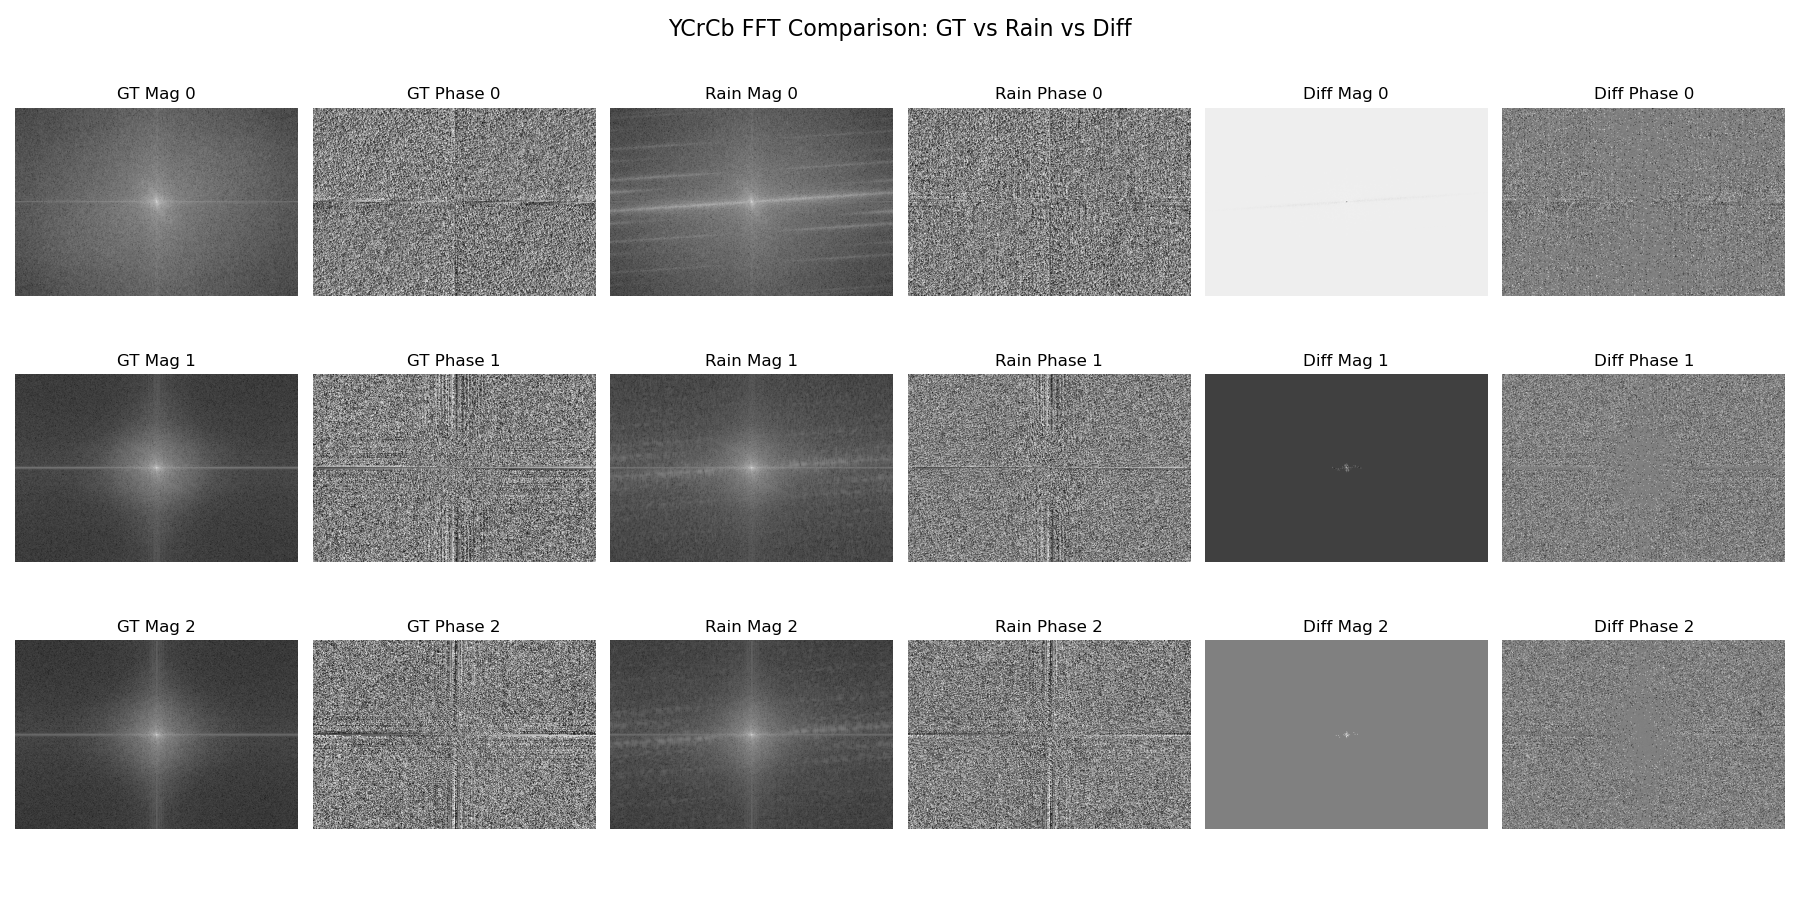 YCrCb FFT Comparison: GT vs Rain vs Diff
GT Mag 0
GT Phase 0
Rain Mag 0
Rain Phase 0
Diff Mag 0
Diff Phase 0
GT Mag 1
GT Phase 1
Rain Mag 1
Rain Phase 1
Diff Mag 1
Diff Phase 1
GT Mag 2
GT Phase 2
Rain Mag 2
Rain Phase 2
Diff Mag 2
Diff Phase 2